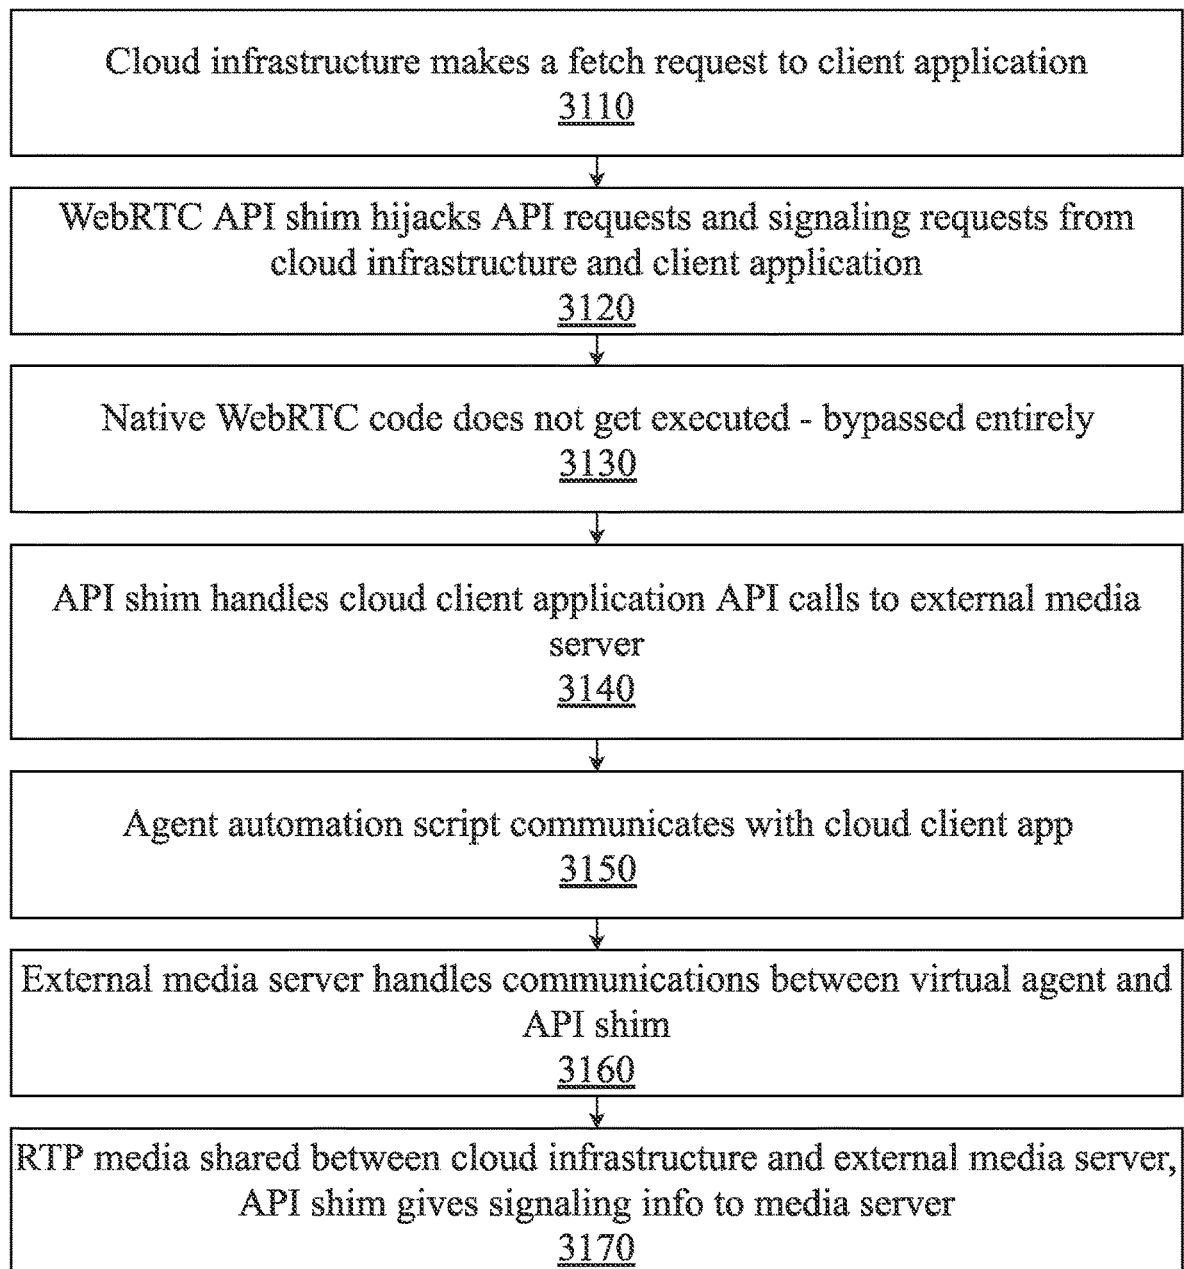 Cloud infrastructure makes a fetch request to client application
3110
WebRTC API shim hijacks API requests and signaling requests from
cloud infrastructure and client application
3120
Native WebRTC code does not get executed - bypassed entirely
3130
API shim handles cloud client application API calls to external media
server
3140
Agent automation script communicates with cloud client app
3150
External media server handles communications between virtual agent and
API shim
3160
RTP media shared between cloud infrastructure and external media server,
API shim gives signaling info to media server
3170